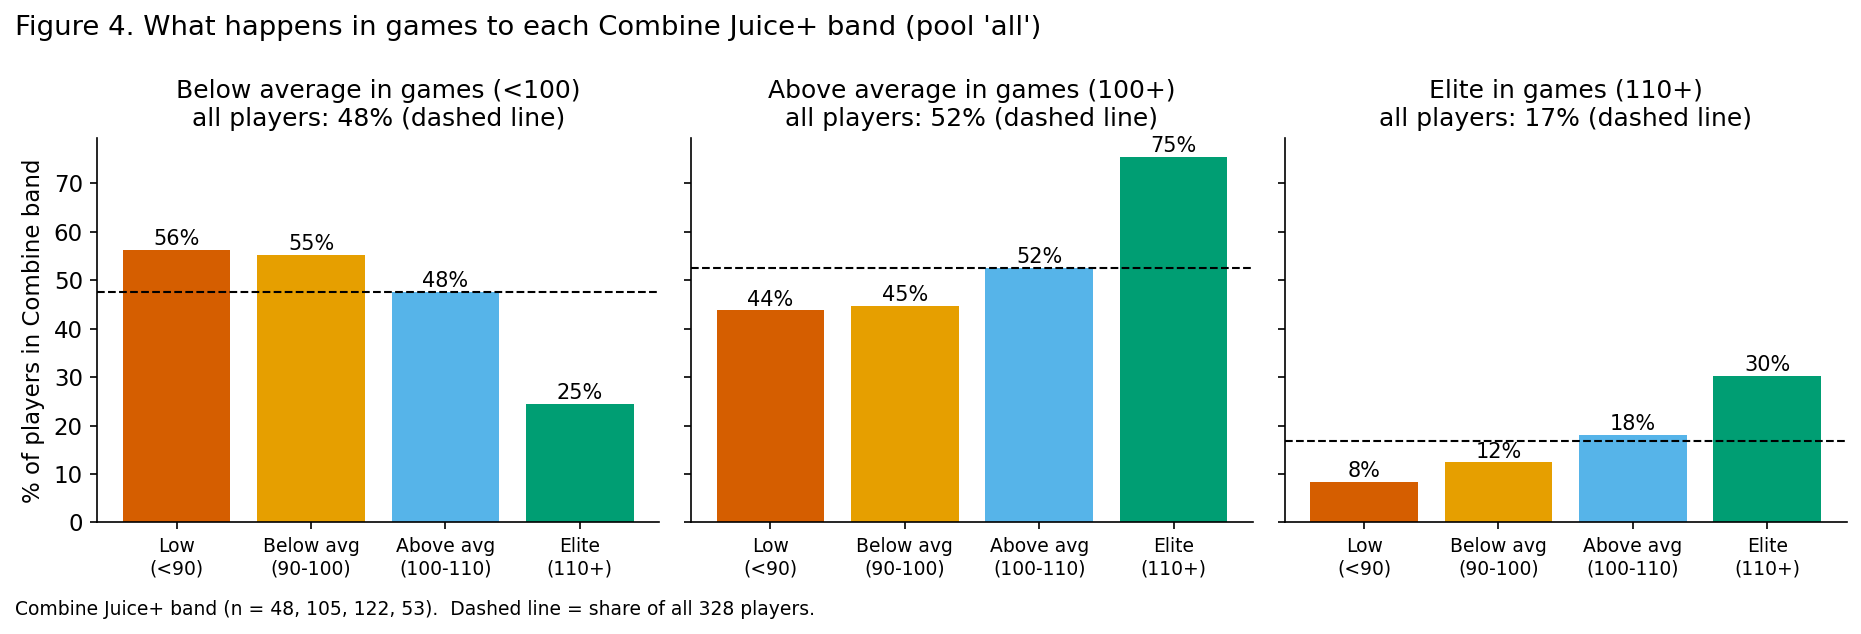 Figure 4. What happens in games to each Combine Juice+ band (pool 'all')
Below average in games (<100)
all players: 48% (dashed line)
% of players in Combine band
70
60
50
40
30
20
10
0
56%
55%
48%
25%
Low
(<90)
Below avg
(90-100)
Above avg
(100-110)
Elite
(110+)
Above average in games (100+)
all players: 52% (dashed line)
44%
45%
52%
75%
Low
(<90)
Below avg
(90-100)
Above avg
(100-110)
Elite
(110+)
Elite in games (110+)
all players: 17% (dashed line)
8%
12%
18%
30%
Low
(<90)
Below avg
(90-100)
Above avg
(100-110)
Elite
(110+)
Combine Juice+ band (n = 48, 105, 122, 53).  Dashed line = share of all 328 players.